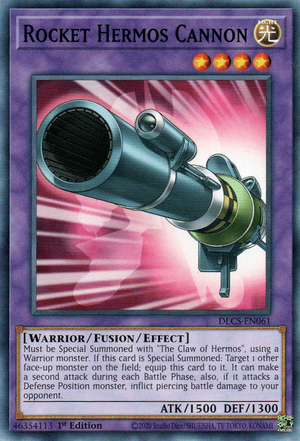 ROCKET HERMOS CANNON
LIGHT
光
DLCS-EN061
[WARRIOR/FUSION/EFFECT]
Must be Special Summoned with "The Claw of Hermos", using a
Warrior monster. If this card is Special Summoned: Target 1 other
face-up monster on the field; equip this card to it. It can make
a second attack during each Battle Phase, also, if it attacks a
Defense Position monster, inflict piercing battle damage to your
opponent.
ATK/1500 DEF/1300
46354113 1st Edition ©2020 Studio Dice/SHUEISHA, TV TOKYO, KONAMI